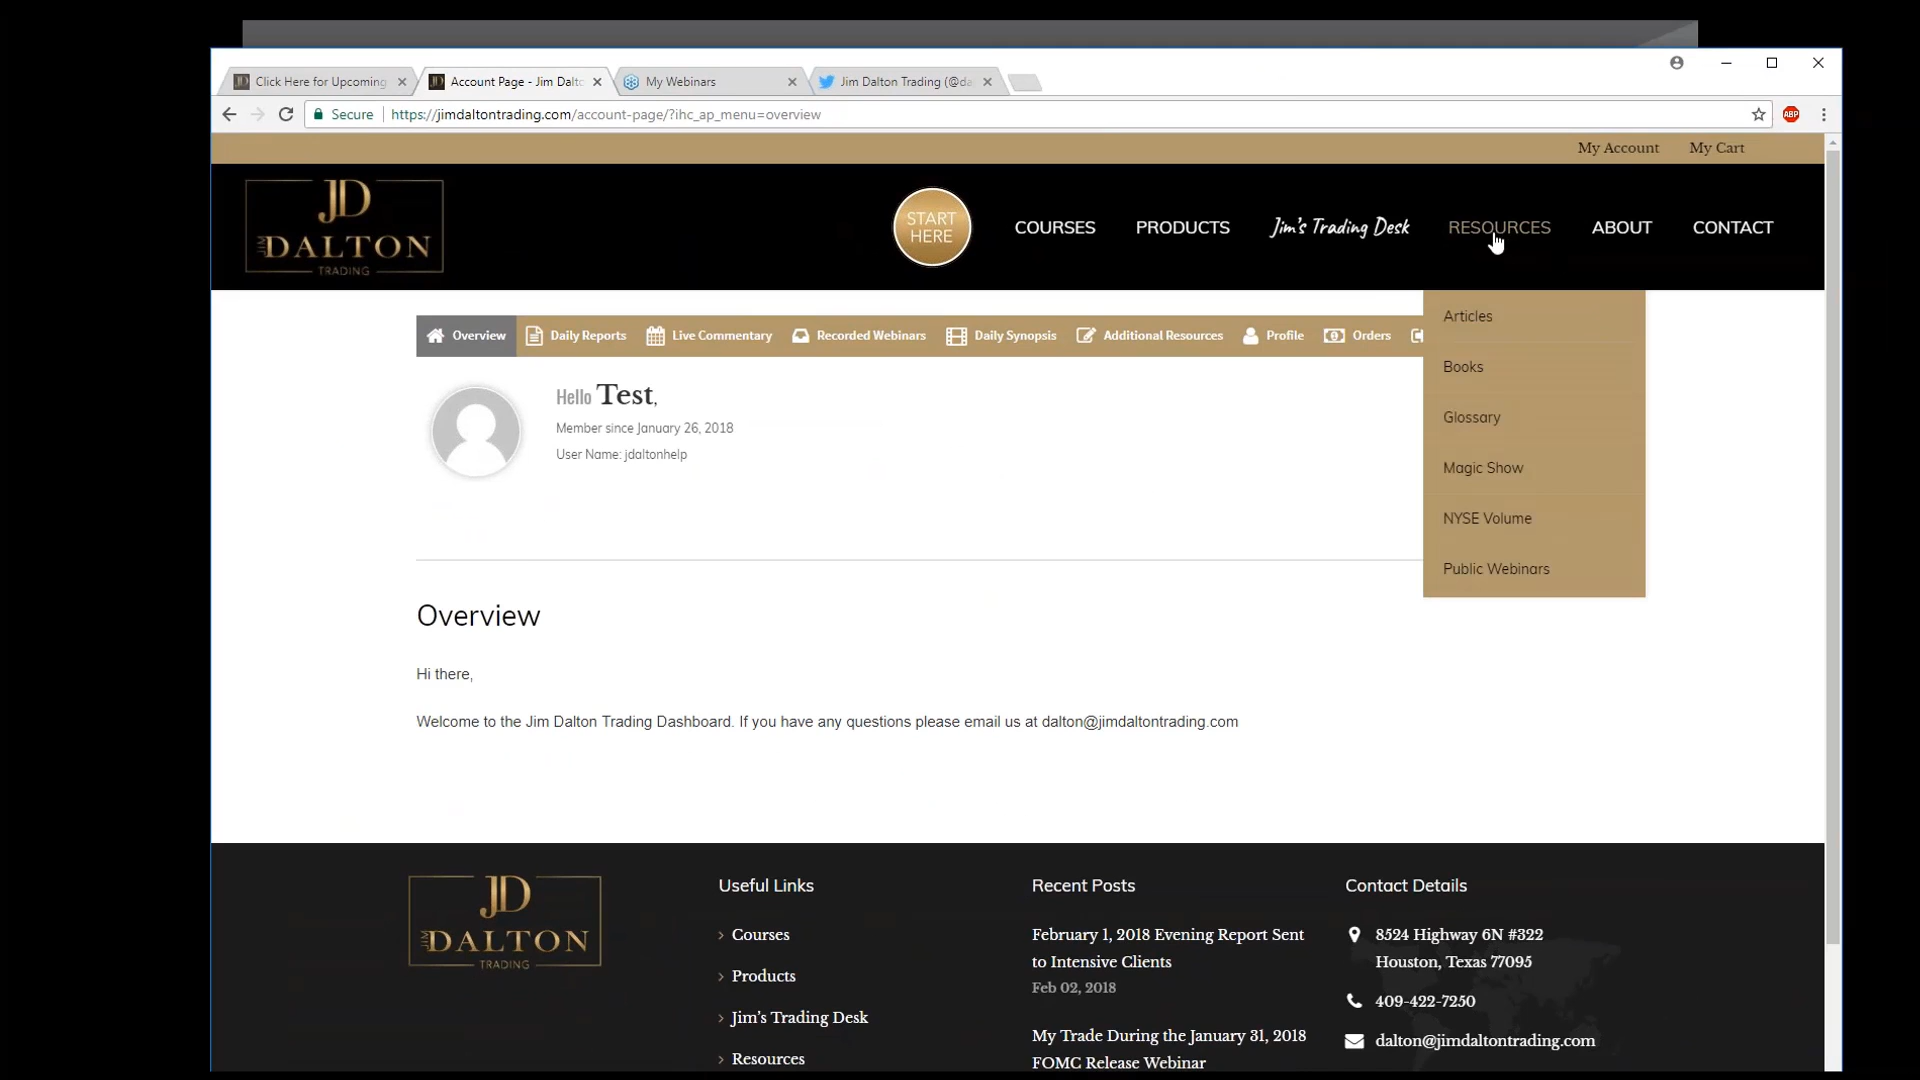 Click Here for Upcoming
Account Page - Jim Dalto
My Webinars
Jim Dalton Trading (@da
Secure
https://jimdaltontrading.com/account-page/?ihc_ap_menu=overview
ABP
My Account
My Cart
JD
JIM DALTON
TRADING
START
HERE
COURSES
PRODUCTS
Jim's Trading Desk
RESOURCES
ABOUT
CONTACT
Overview
Daily Reports
Live Commentary
Recorded Webinars
Daily Synopsis
Additional Resources
Profile
Orders
Articles
Books
Glossary
Magic Show
NYSE Volume
Public Webinars
Hello Test,
Member since January 26, 2018
User Name: jdaltonhelp
Overview
Hi there,
Welcome to the Jim Dalton Trading Dashboard. If you have any questions please email us at dalton@jimdaltontrading.com
JD
JIM DALTON
TRADING
Useful Links
Courses
Products
Jim's Trading Desk
Resources
Recent Posts
February 1, 2018 Evening Report Sent
to Intensive Clients
Feb 02, 2018
My Trade During the January 31, 2018
FOMC Release Webinar
Contact Details
8524 Highway 6N #322
Houston, Texas 77095
409-422-7250
dalton@jimdaltontrading.com